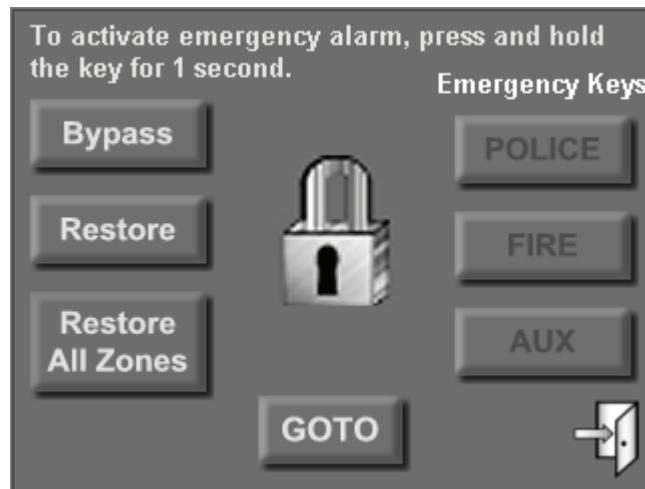 To activate emergency alarm, press and hold
the key for 1 second.
Emergency Keys
Bypass
POLICE
Restore
FIRE
Restore
All Zones
AUX
GOTO